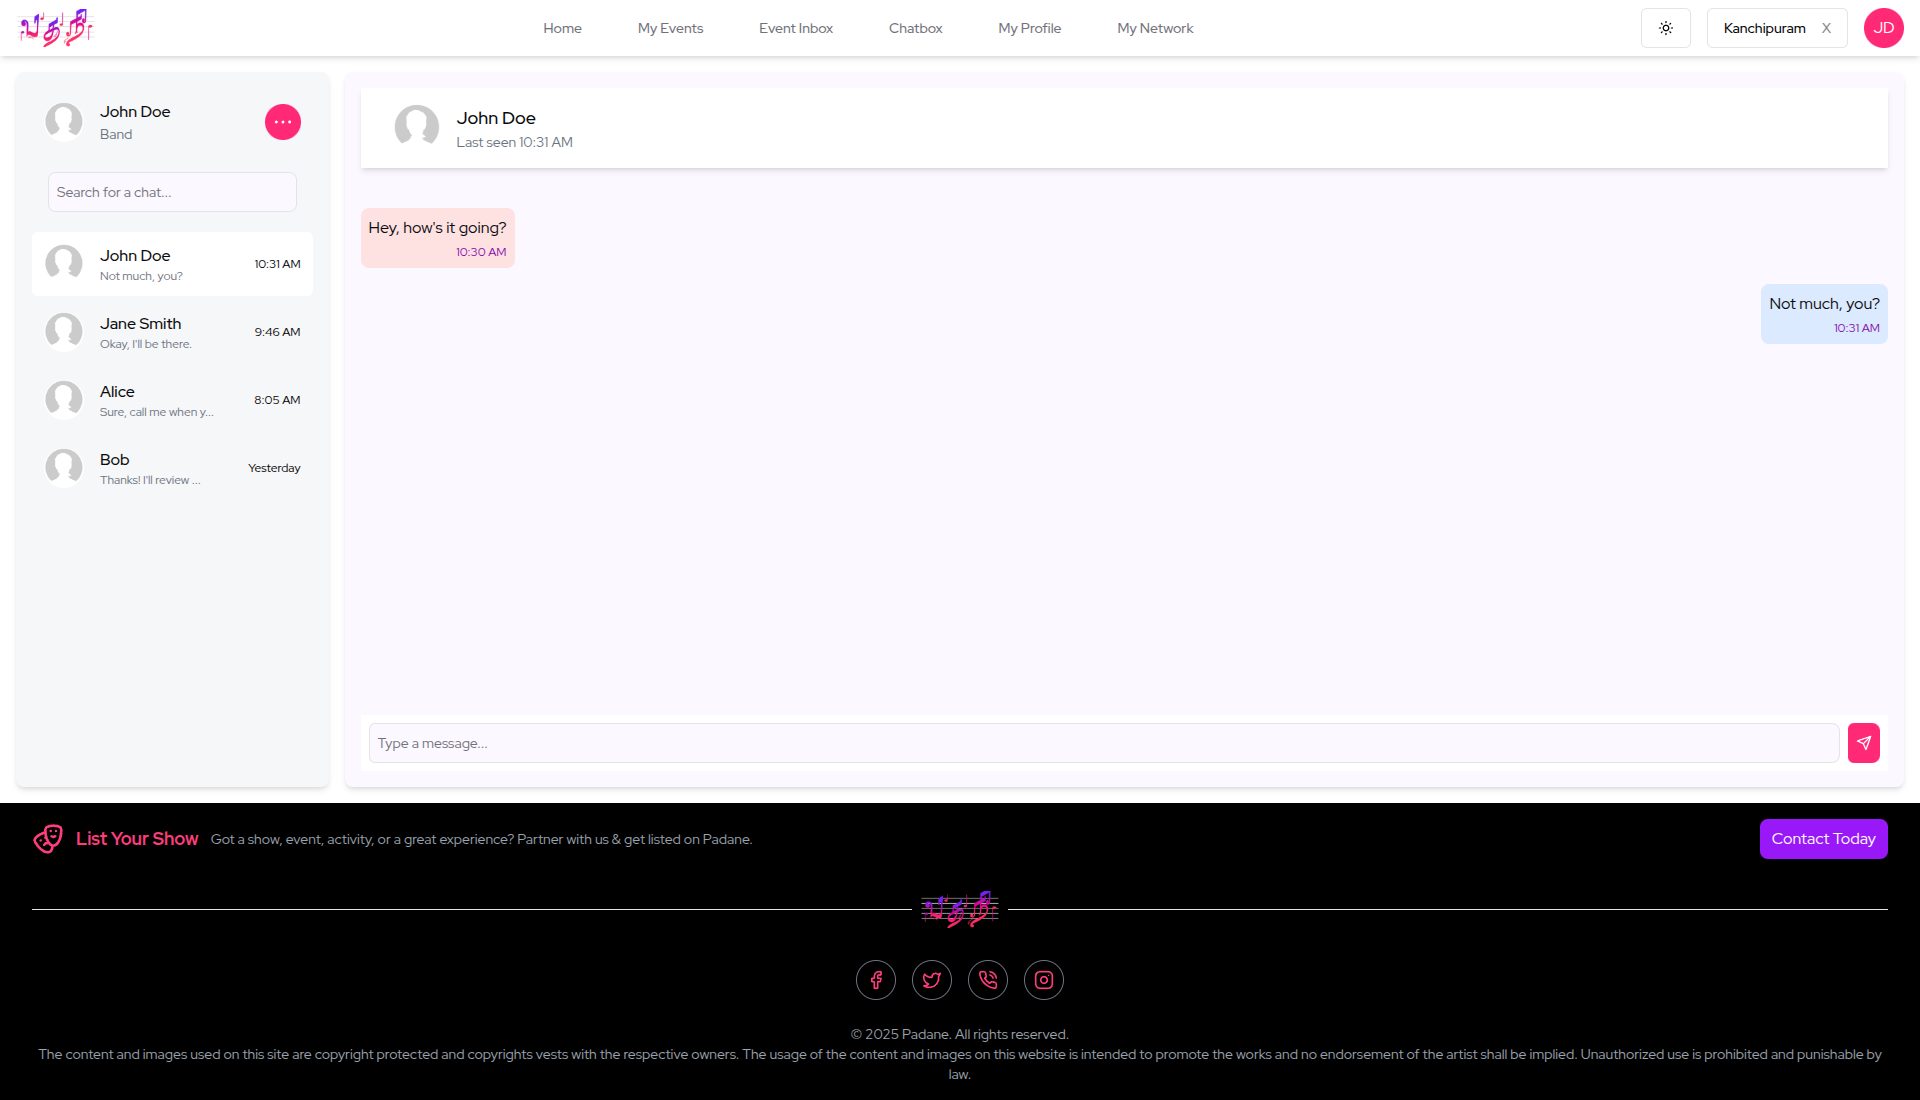 Home My Events Event Inbox Chatbox My Profile My Network Kanchipuram X JD
John Doe
Band
Search for a chat...
John Doe
Not much, you?
10:31 AM
Jane Smith
Okay, I'll be there.
9:46 AM
Alice
Sure, call me when y...
8:05 AM
Bob
Thanks! I'll review ...
Yesterday
John Doe
Last seen 10:31 AM
Hey, how's it going?
10:30 AM
Not much, you?
10:31 AM
Type a message...
List Your Show Got a show, event, activity, or a great experience? Partner with us & get listed on Padane. Contact Today
© 2025 Padane. All rights reserved.
The content and images used on this site are copyright protected and copyrights vests with the respective owners. The usage of the content and images on this website is intended to promote the works and no endorsement of the artist shall be implied. Unauthorized use is prohibited and punishable by
law.